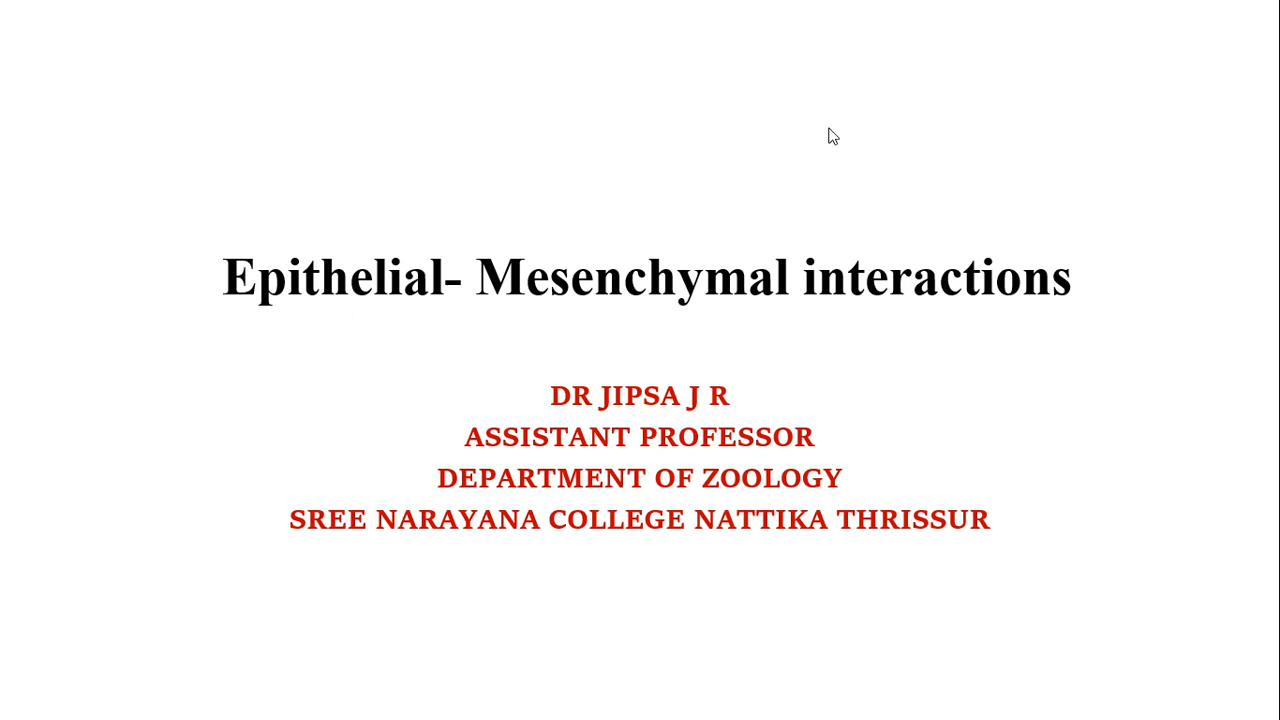 Epithelial- Mesenchymal interactions
DR JIPSA J R
ASSISTANT PROFESSOR
DEPARTMENT OF ZOOLOGY
SREE NARAYANA COLLEGE NATTIKA THRISSUR